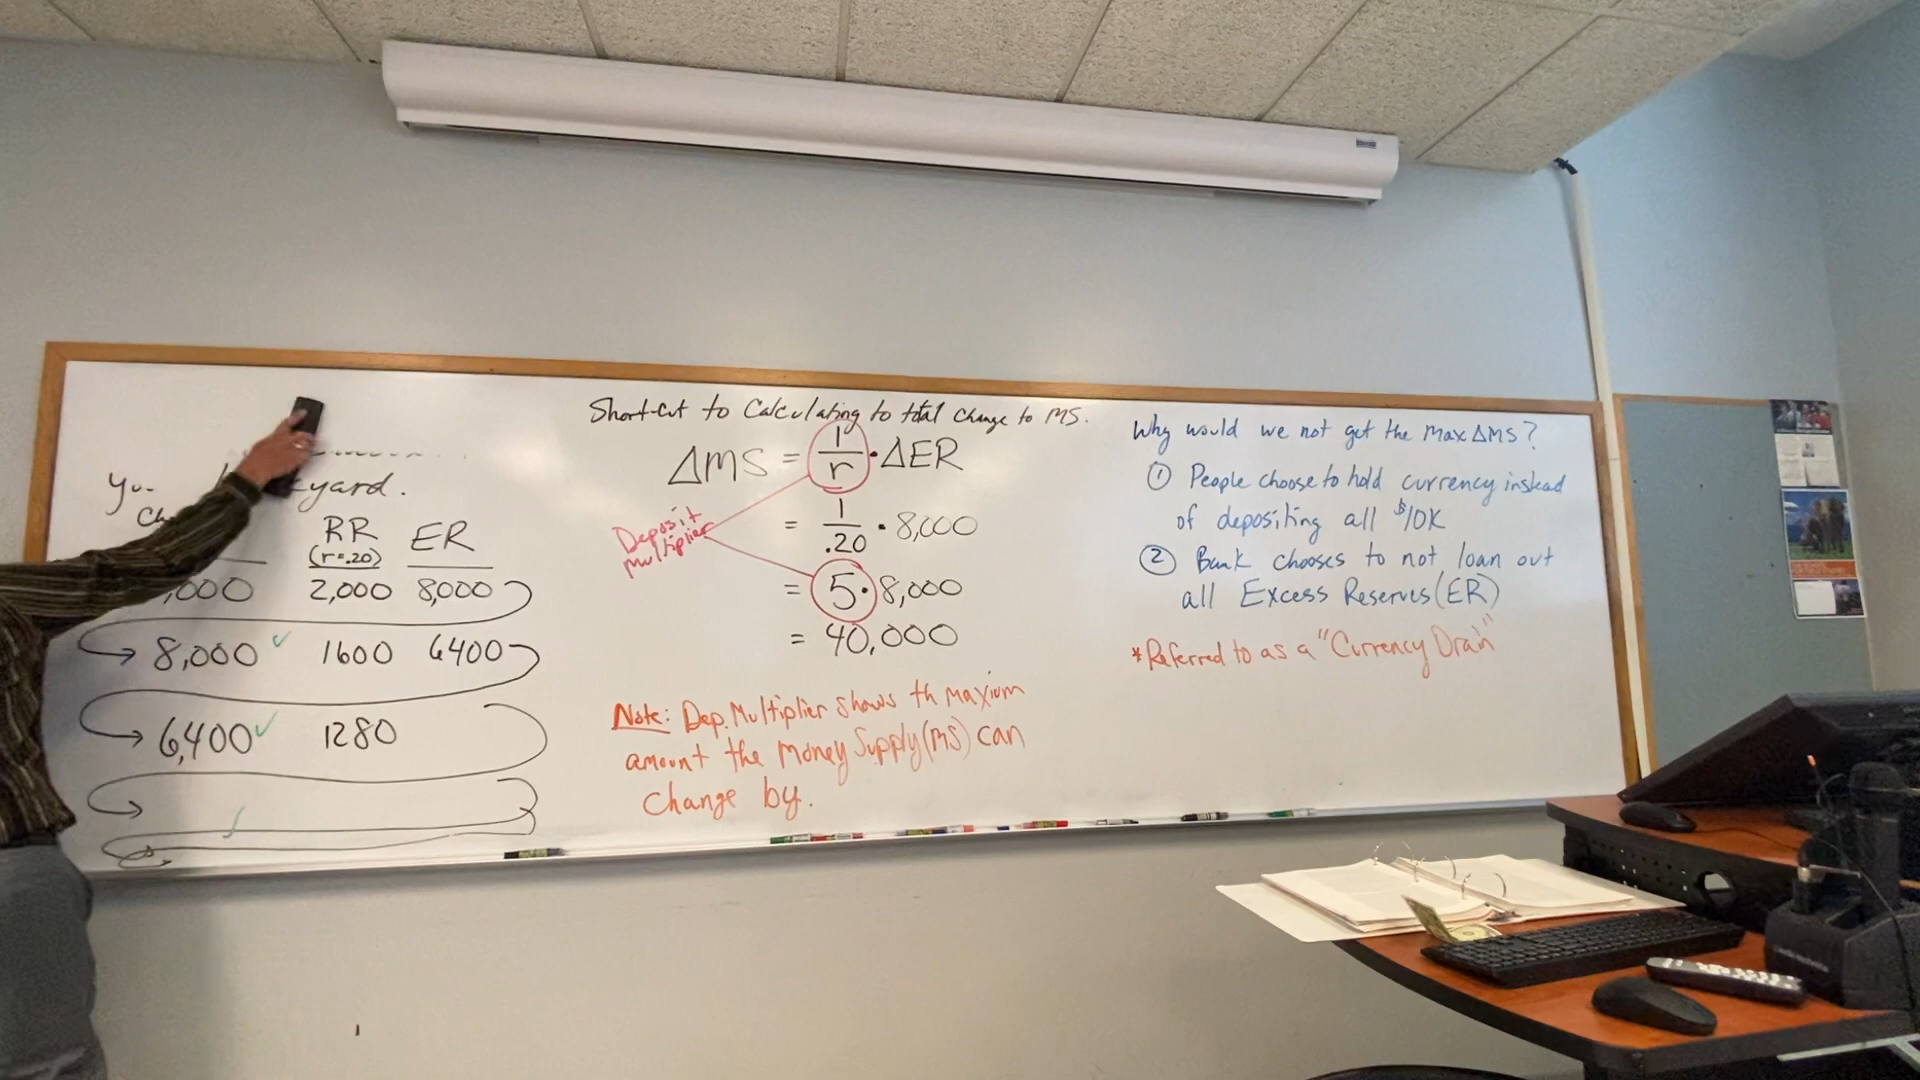 yard.
RR
ER
(r=.20)
,000 2,000 8,000
8,000 ✓ 1600 6400
6,400 ✓ 1280
Short-cut to Calculating to total change to MS.
ΔMS = 1/r · ΔER
= 1/.20 · 8,000
= 5 · 8,000
= 40,000
Deposit
multiplier
Note: Dep. Multiplier shows th maxium
amount the Money Supply (MS) can
change by.
Why would we not get the Max ΔMS?
① People choose to hold currency instead
of depositing all $10K
② Bank chooses to not loan out
all Excess Reserves (ER)
*Referred to as a "Currency Drain"